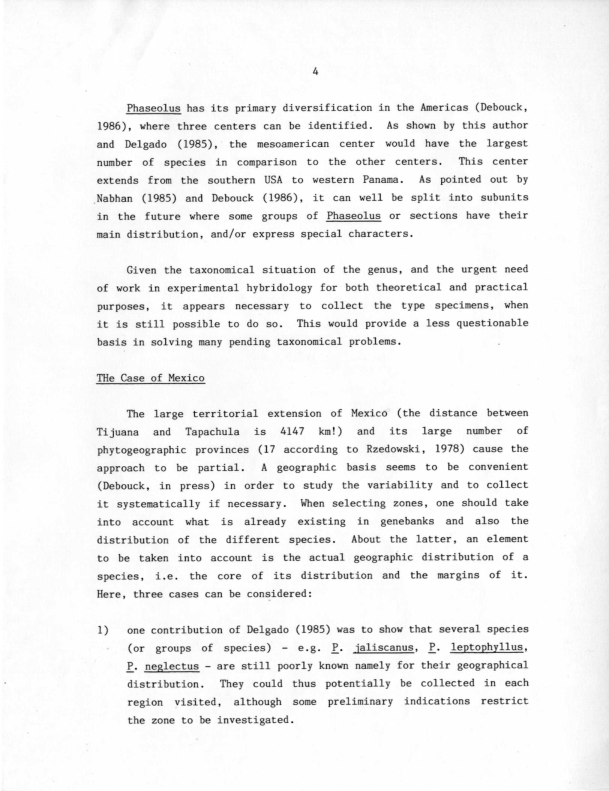 4
Phaseolus has its primary diversification in the Americas (Debouck,
1986), where three centers can be identified. As shown by this author
and Delgado (1985), the mesoamerican center would have the largest
number of species in comparison to the other centers. This center
extends from the southern USA to western Panama. As pointed out by
Nabhan (1985) and Debouck (1986), it can well be split into subunits
in the future where some groups of Phaseolus or sections have their
main distribution, and/or express special characters.
Given the taxonomical situation of the genus, and the urgent need
of work in experimental hybridology for both theoretical and practical
purposes, it appears necessary to collect the type specimens, when
it is still possible to do so. This would provide a less questionable
basis in solving many pending taxonomical problems.
THe Case of Mexico
The large territorial extension of Mexico (the distance between
Tijuana and Tapachula is 4147 km!) and its large number of
phytogeographic provinces (17 according to Rzedowski, 1978) cause the
approach to be partial. A geographic basis seems to be convenient
(Debouck, in press) in order to study the variability and to collect
it systematically if necessary. When selecting zones, one should take
into account what is already existing in genebanks and also the
distribution of the different species. About the latter, an element
to be taken into account is the actual geographic distribution of a
species, i.e. the core of its distribution and the margins of it.
Here, three cases can be considered:
1) one contribution of Delgado (1985) was to show that several species
(or groups of species) - e.g. P. jaliscanus, P. leptophyllus,
P. neglectus - are still poorly known namely for their geographical
distribution. They could thus potentially be collected in each
region visited, although some preliminary indications restrict
the zone to be investigated.